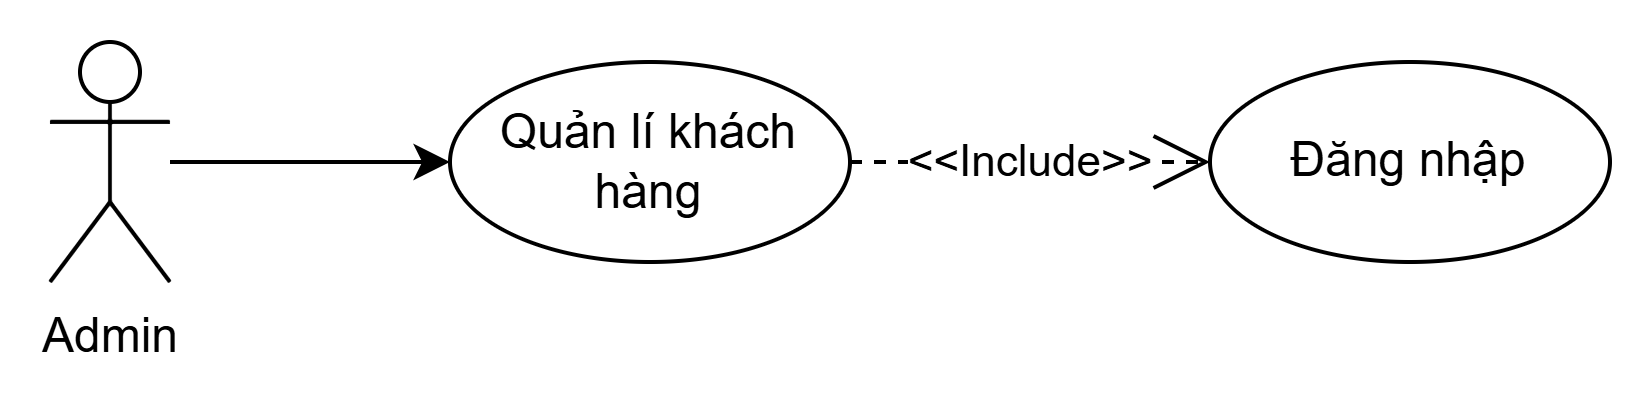 Quản lí khách
hàng
<<Include>>
Đăng nhập
Admin